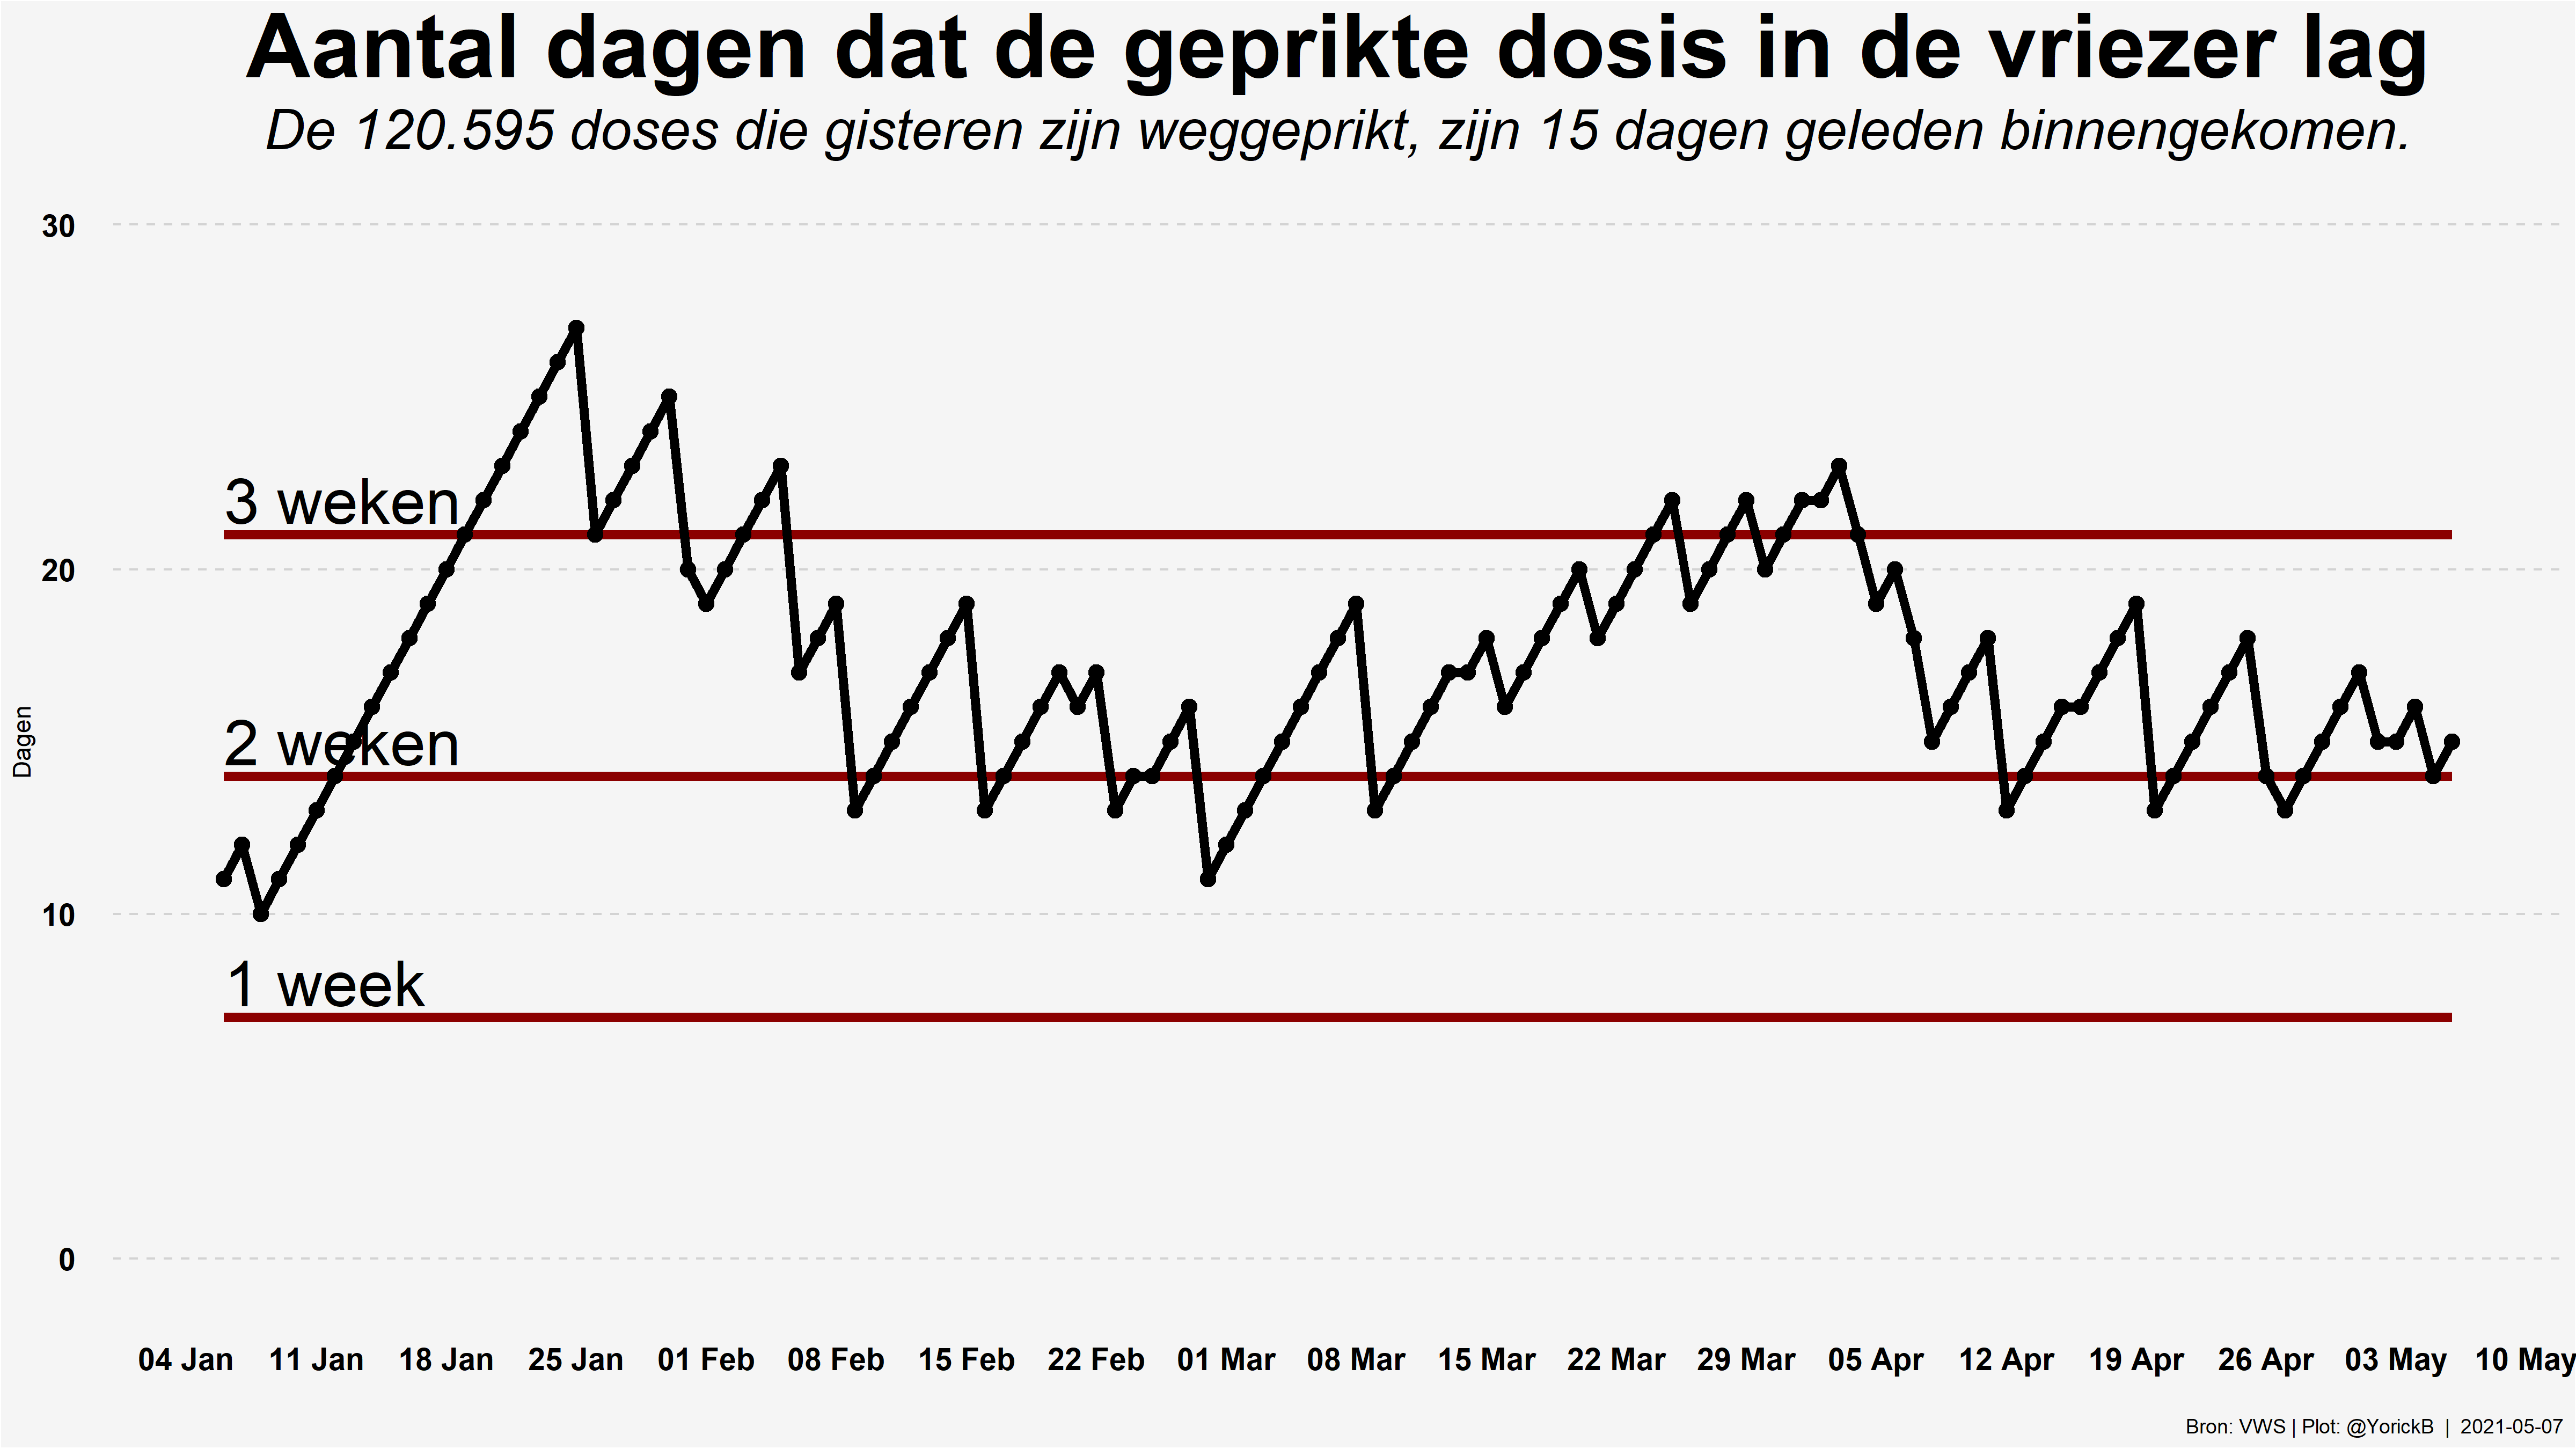 Aantal dagen dat de geprikte dosis in de vriezer lag
De 120.595 doses die gisteren zijn weggeprikt, zijn 15 dagen geleden binnengekomen.
30
3 weken
20
2 weken
Dagen
10
1 week
0
04 Jan 11 Jan 18 Jan 25 Jan 01 Feb 08 Feb 15 Feb 22 Feb 01 Mar 08 Mar 15 Mar 22 Mar 29 Mar 05 Apr 12 Apr 19 Apr 26 Apr 03 May 10 May
Bron: VWS | Plot: @YorickB | 2021-05-07